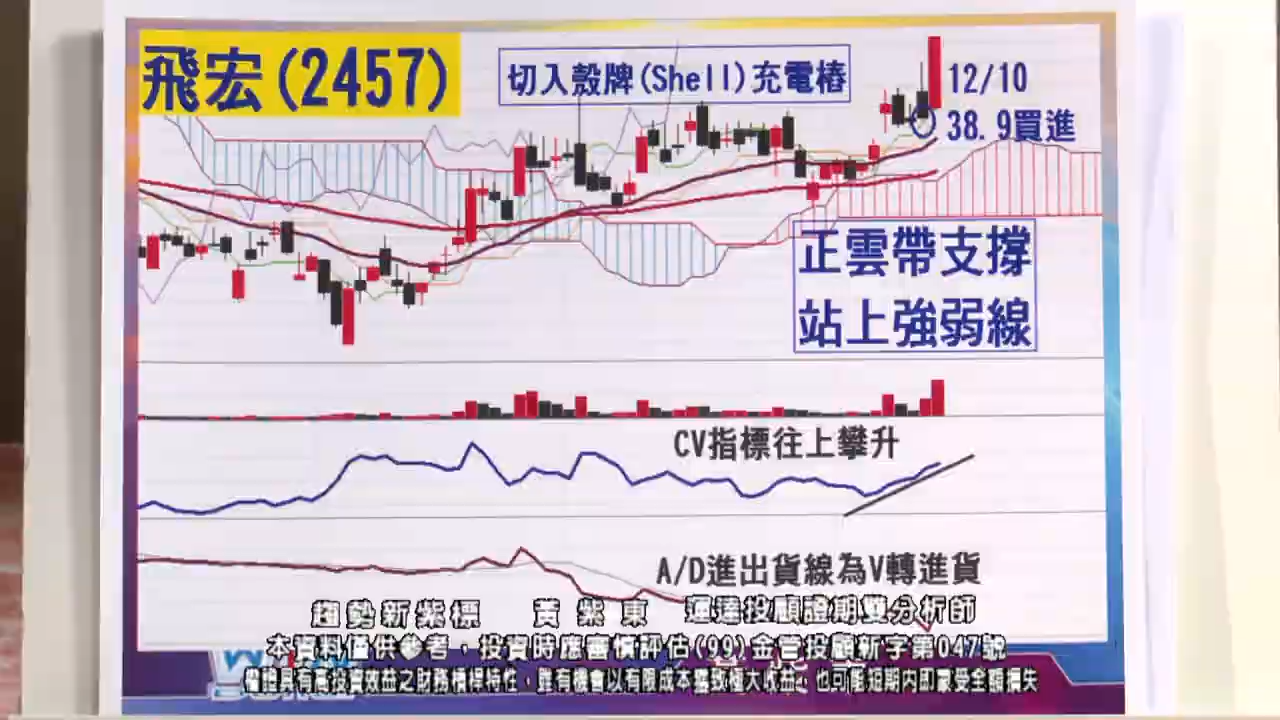 飛宏(2457)
切入殼牌(Shell)充電樁
12/10
38.9買進
正雲帶支撐
站上強弱線
CV指標往上攀升
A/D進出貨線為V轉進貨
趨勢新紫標 黃紫東 運達投顧證期雙分析師
本資料僅供參考，投資時應審慎評估(99)金管投顧新字第047號
權證具有高投資效益之財務槓桿特性，雖有機會以有限成本獲致極大收益，也可能短期內即蒙受全額損失